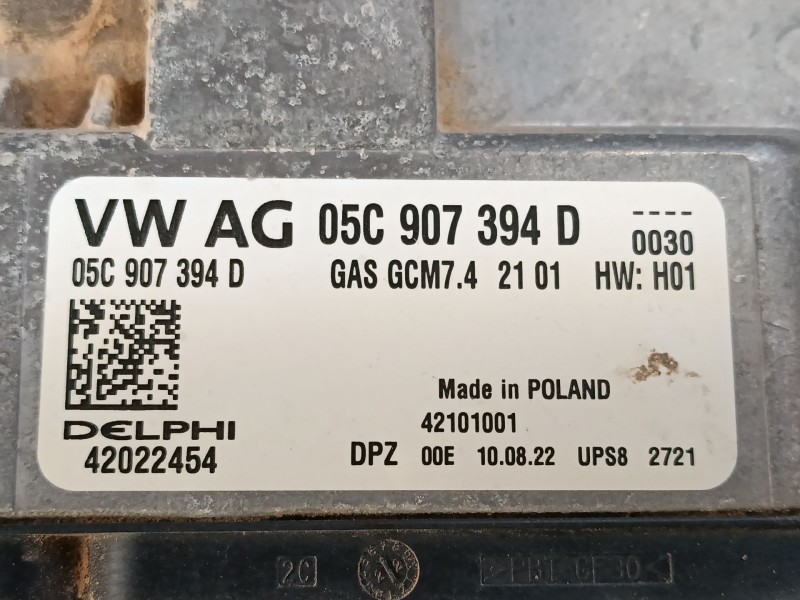 VW AG 05C 907 394 D ----
0030
05C 907 394 D GAS GCM7.4 21 01 HW: H01
Made in POLAND
DELPHI 42101001
42022454 DPZ 00E 10.08.22 UPS8 2721
2C